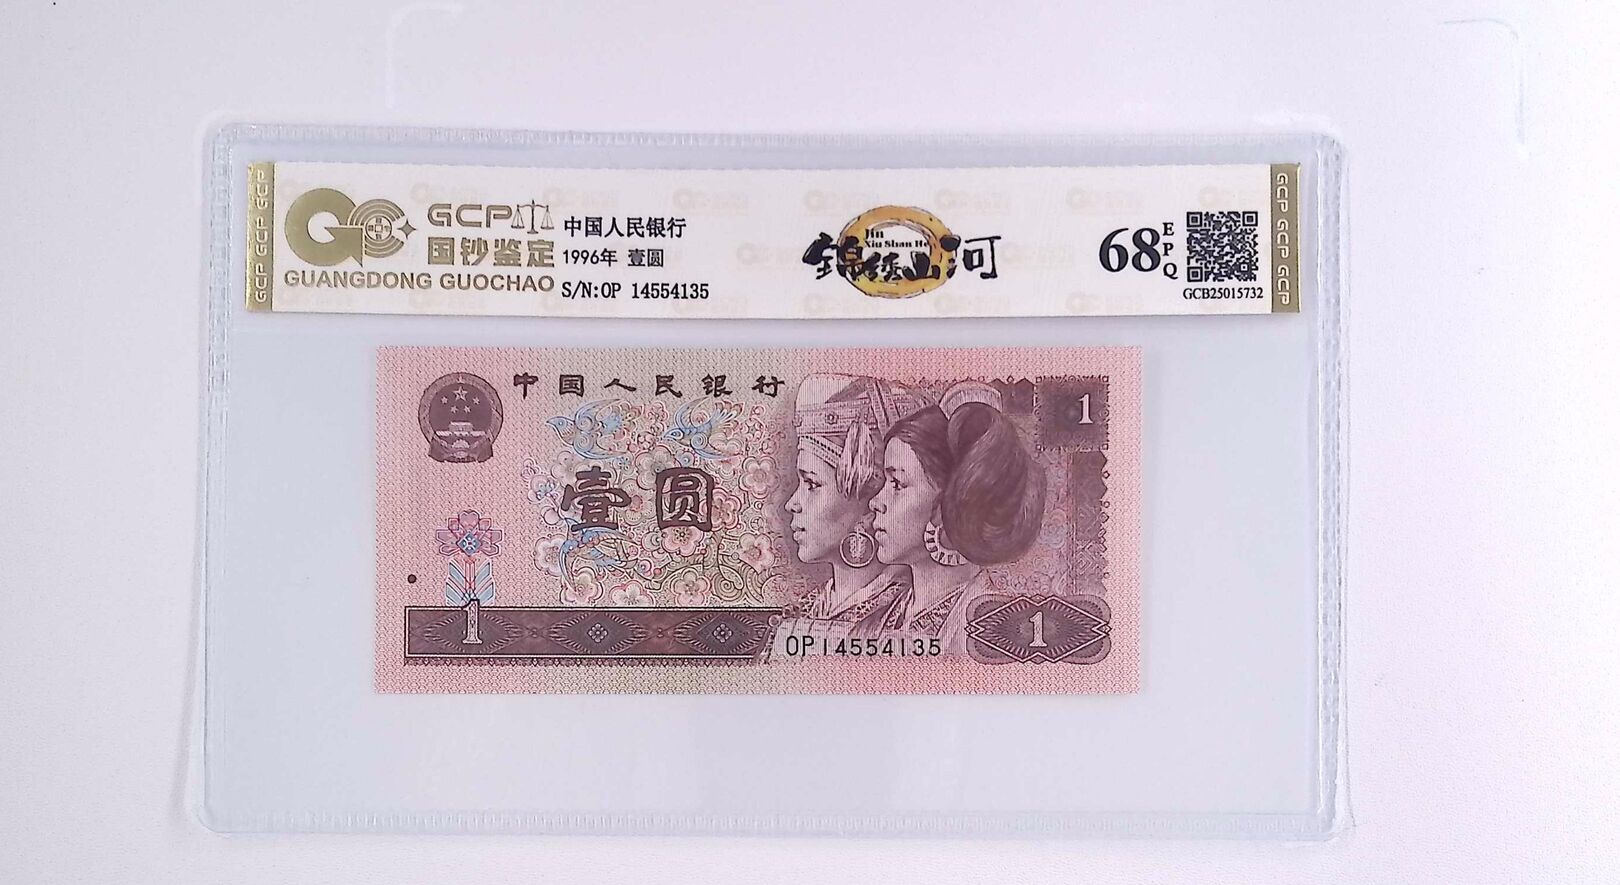 GCP GCP GCP
GCP
国钞鉴定
GUANGDONG GUOCHAO
中国人民银行
1996年 壹圆
S/N:OP 14554135
Jin
Xiu Shan He
锦绣山河
68
EPQ
GCB25015732
GCP GCP GCP
中国人民银行
1
壹圆
1
OP14554135
1